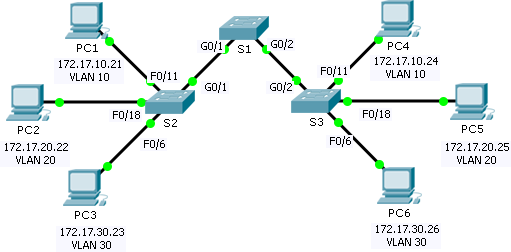 PC1
172.17.10.21
VLAN 10
G0/1
S1
G0/2
PC4
172.17.10.24
VLAN 10
F0/11
G0/1
G0/2
F0/11
PC2
172.17.20.22
VLAN 20
F0/18
S2
S3
F0/18
PC5
172.17.20.25
VLAN 20
F0/6
F0/6
PC3
172.17.30.23
VLAN 30
PC6
172.17.30.26
VLAN 30